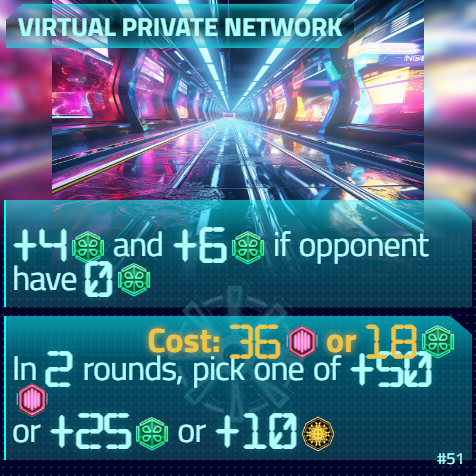 VIRTUAL PRIVATE NETWORK
+4 and +6 if opponent
have 0
Cost: 36 or 18
In 2 rounds, pick one of +50
or +25 or +10
#51